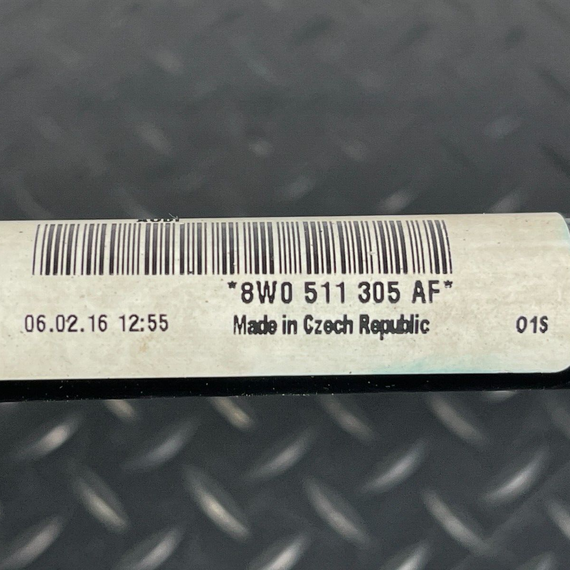 *8W0 511 305 AF*
06.02.16 12:55 Made in Czech Republic 01S